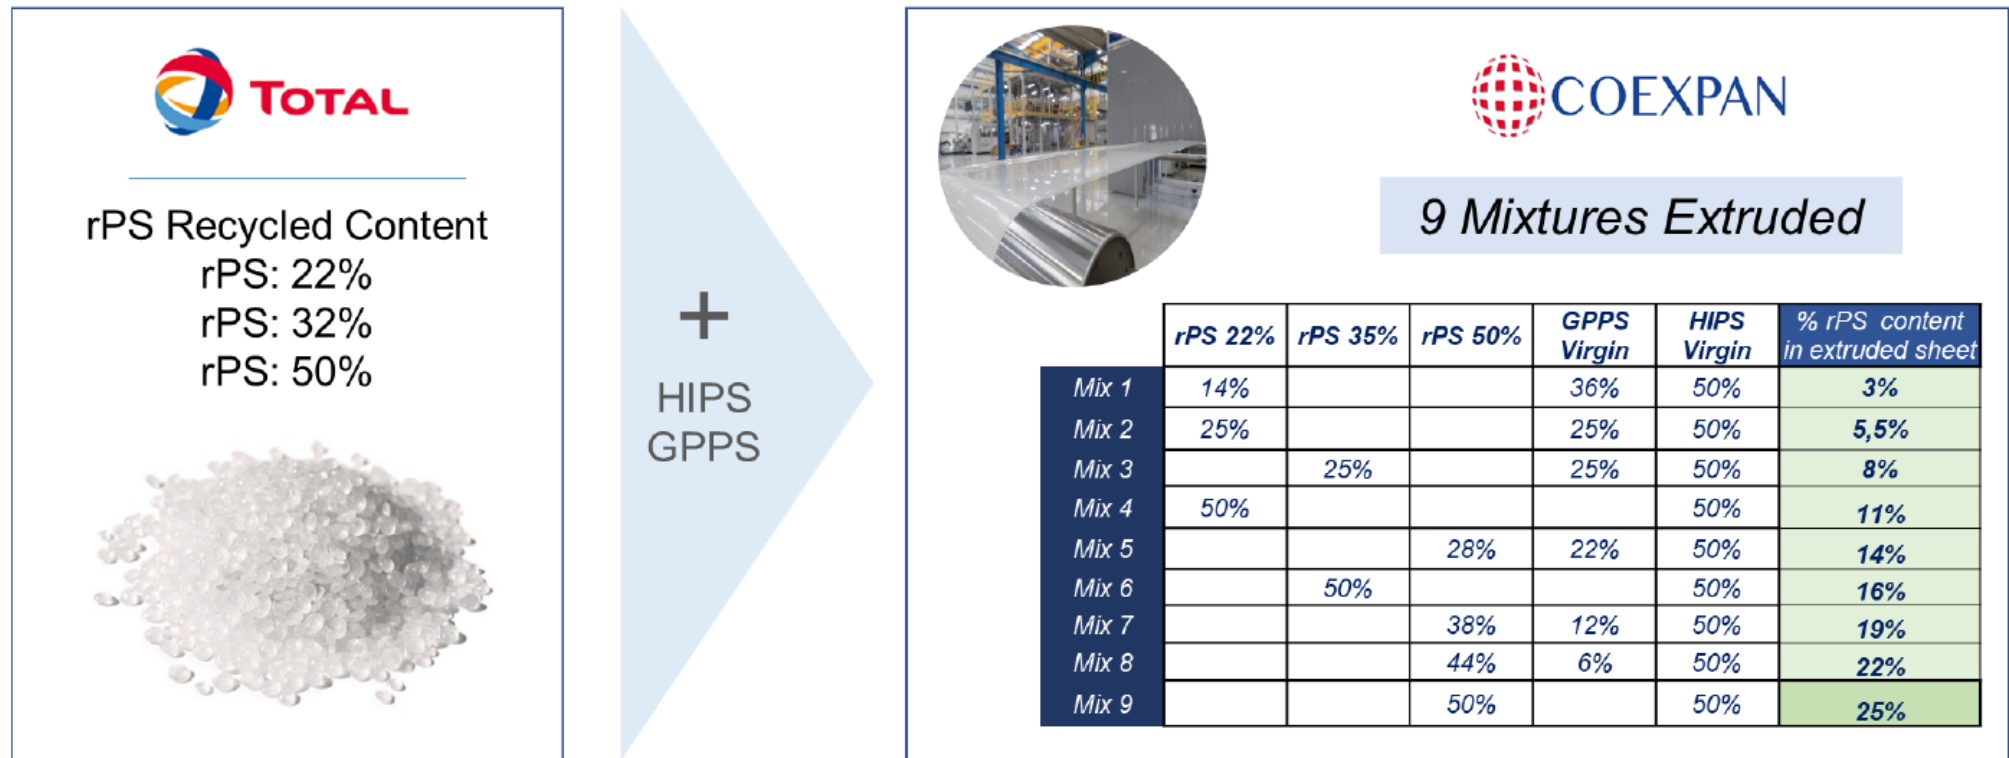 TOTAL
rPS Recycled Content
rPS: 22%
rPS: 32%
rPS: 50%
+
HIPS
GPPS
COEXPAN
9 Mixtures Extruded
rPS 22% rPS 35% rPS 50% GPPS Virgin HIPS Virgin % rPS content in extruded sheet
Mix 1 14% 36% 50% 3%
Mix 2 25% 25% 50% 5,5%
Mix 3 25% 25% 50% 8%
Mix 4 50% 50% 11%
Mix 5 28% 22% 50% 14%
Mix 6 50% 50% 16%
Mix 7 38% 12% 50% 19%
Mix 8 44% 6% 50% 22%
Mix 9 50% 50% 25%